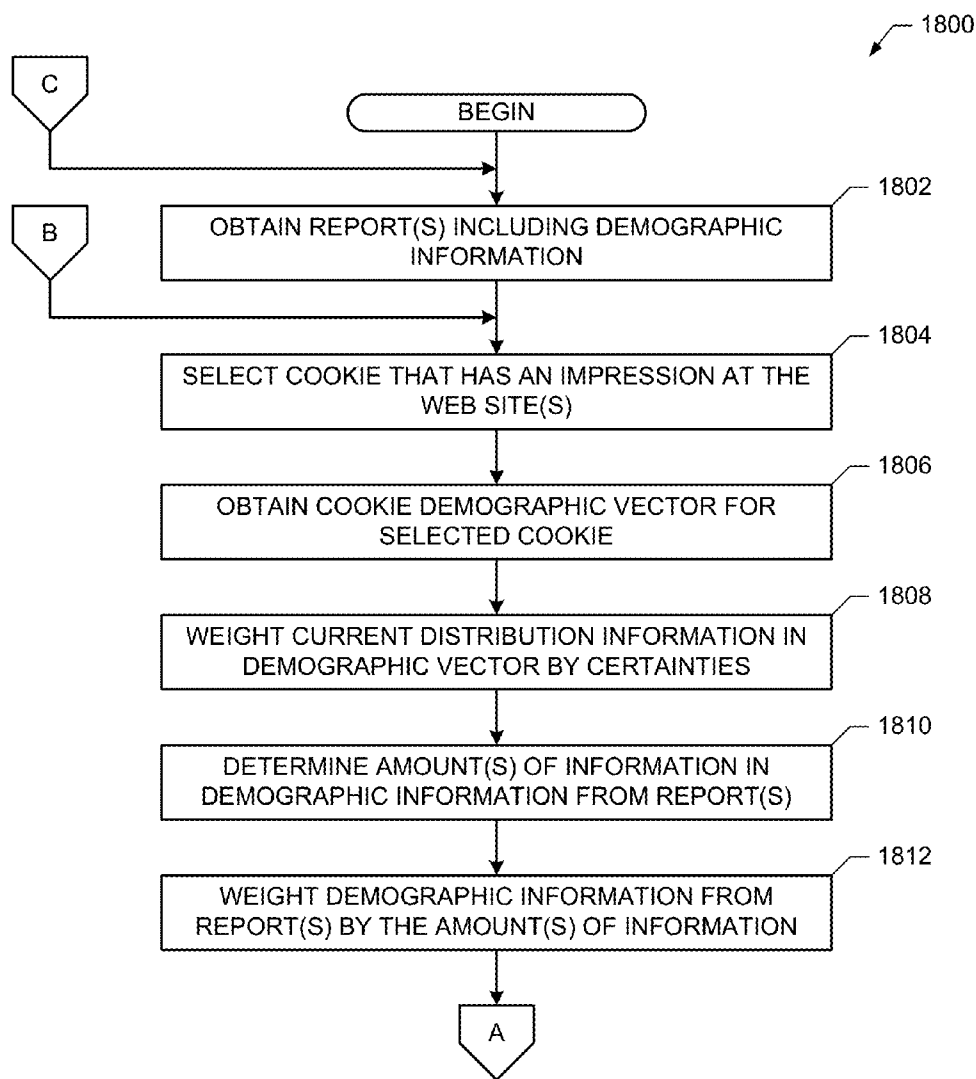 1800
C
BEGIN
1802
OBTAIN REPORT(S) INCLUDING DEMOGRAPHIC
INFORMATION
B
1804
SELECT COOKIE THAT HAS AN IMPRESSION AT THE
WEB SITE(S)
1806
OBTAIN COOKIE DEMOGRAPHIC VECTOR FOR
SELECTED COOKIE
1808
WEIGHT CURRENT DISTRIBUTION INFORMATION IN
DEMOGRAPHIC VECTOR BY CERTAINTIES
1810
DETERMINE AMOUNT(S) OF INFORMATION IN
DEMOGRAPHIC INFORMATION FROM REPORT(S)
1812
WEIGHT DEMOGRAPHIC INFORMATION FROM
REPORT(S) BY THE AMOUNT(S) OF INFORMATION
A